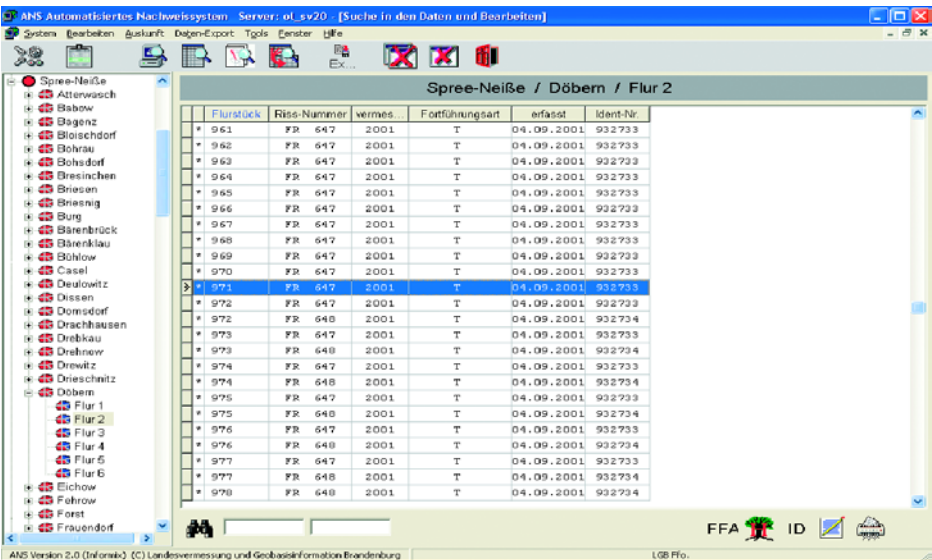 ANS Automatisiertes Nachweissystem Server: ol_sv20 - [Suche in den Daten und Bearbeiten]
System Bearbeiten Auskunft Daten-Export Tools Fenster Hilfe
Ex...
Spree-Neiße
Atterwasch
Babow
Bagenz
Bloischdorf
Bohrau
Bohsdorf
Bresinchen
Briesen
Briesnig
Burg
Bärenbrück
Bärenklau
Bühlow
Casel
Deulowitz
Dissen
Domsdorf
Drachhausen
Drebkau
Drehnow
Drewitz
Drieschnitz
Döbern
Flur 1
Flur 2
Flur 3
Flur 4
Flur 5
Flur 6
Eichow
Fehrow
Forst
Frauendorf
Spree-Neiße / Döbern / Flur 2
Flurstück Riss-Nummer vermes... Fortführungsart erfasst Ident-Nr.
* 961 FR 647 2001 T 04.09.2001 932733
* 962 FR 647 2001 T 04.09.2001 932733
* 963 FR 647 2001 T 04.09.2001 932733
* 964 FR 647 2001 T 04.09.2001 932733
* 965 FR 647 2001 T 04.09.2001 932733
* 966 FR 647 2001 T 04.09.2001 932733
* 967 FR 647 2001 T 04.09.2001 932733
* 968 FR 647 2001 T 04.09.2001 932733
* 969 FR 647 2001 T 04.09.2001 932733
* 970 FR 647 2001 T 04.09.2001 932733
* 971 FR 647 2001 T 04.09.2001 932733
* 972 FR 647 2001 T 04.09.2001 932733
* 972 FR 648 2001 T 04.09.2001 932734
* 973 FR 647 2001 T 04.09.2001 932733
* 973 FR 648 2001 T 04.09.2001 932734
* 974 FR 647 2001 T 04.09.2001 932733
* 974 FR 648 2001 T 04.09.2001 932734
* 975 FR 647 2001 T 04.09.2001 932733
* 975 FR 648 2001 T 04.09.2001 932734
* 976 FR 647 2001 T 04.09.2001 932733
* 976 FR 648 2001 T 04.09.2001 932734
* 977 FR 647 2001 T 04.09.2001 932733
* 977 FR 648 2001 T 04.09.2001 932734
* 978 FR 648 2001 T 04.09.2001 932734
FFA ID
ANS Version 2.0 (Informix) (C) Landesvermessung und Geobasisinformation Brandenburg LGB Pfo.